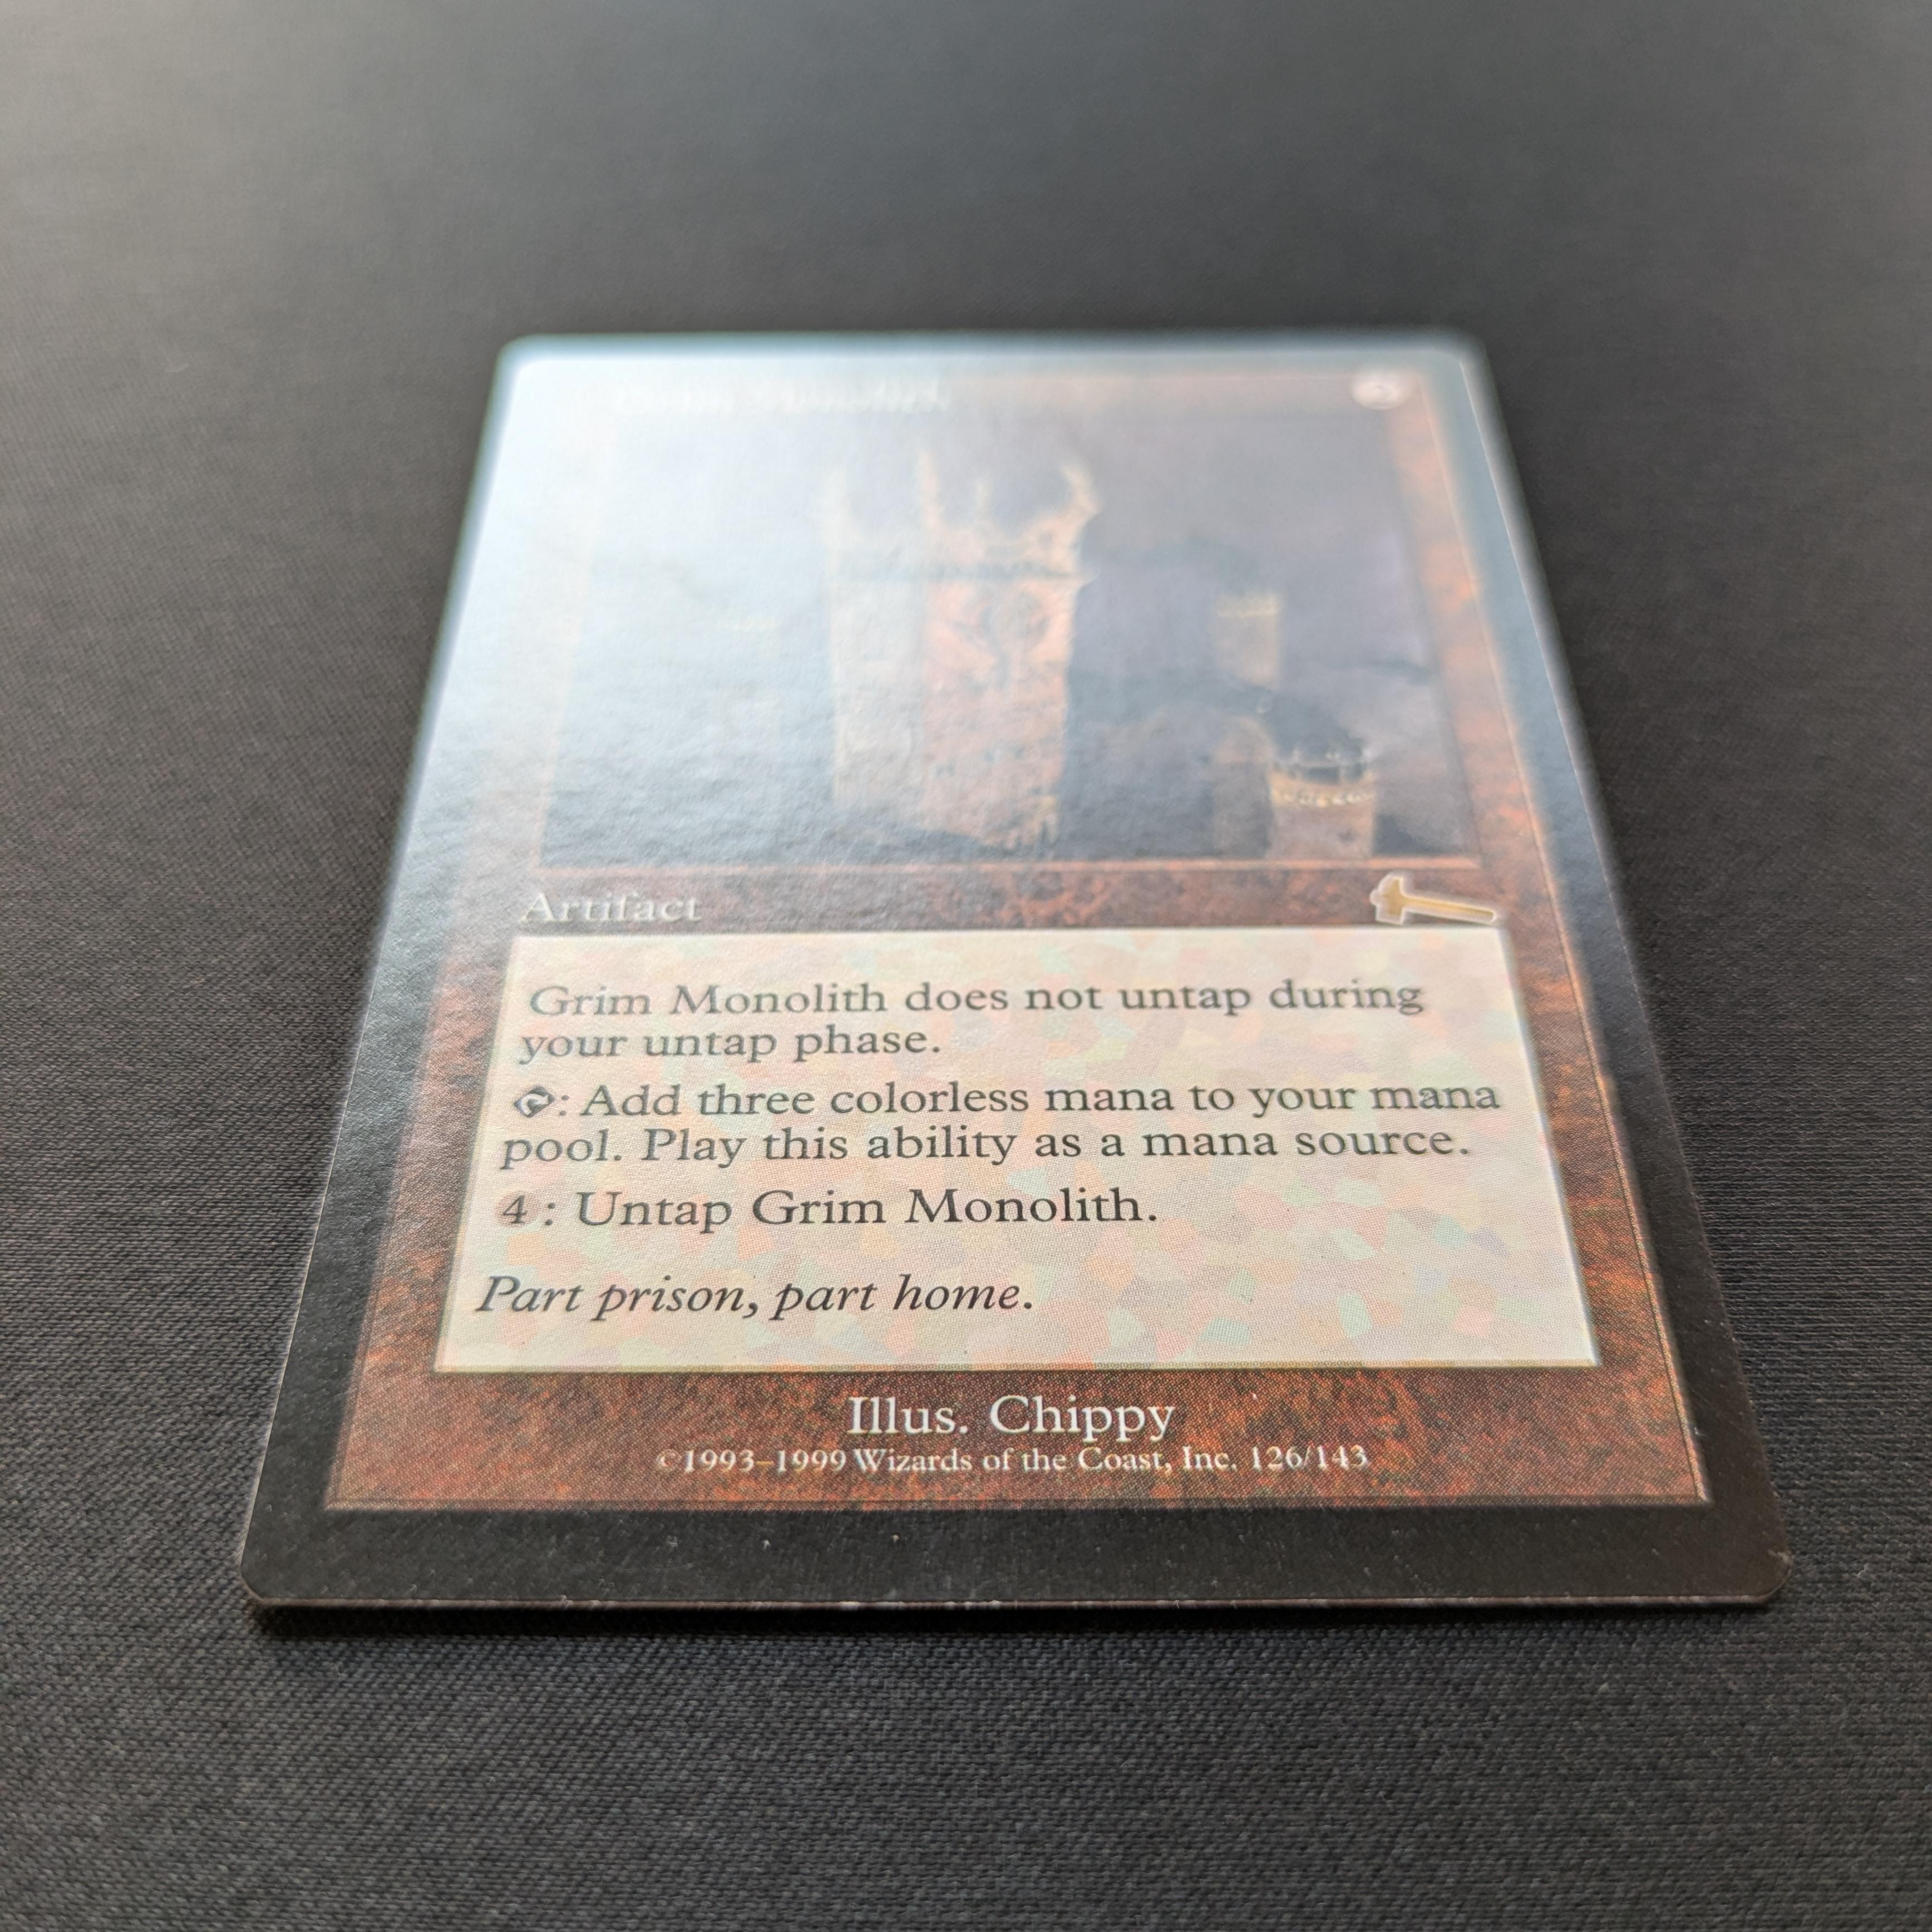 Artifact
Grim Monolith does not untap during
your untap phase.
: Add three colorless mana to your mana
pool. Play this ability as a mana source.
4 : Untap Grim Monolith.
Part prison, part home.
Illus. Chippy
©1993–1999 Wizards of the Coast, Inc. 126/143